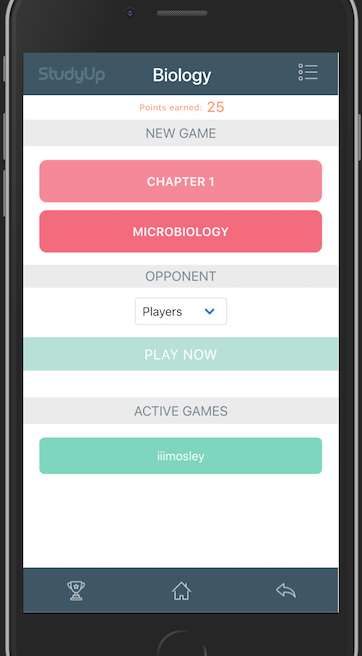 StudyUp Biology
Points earned: 25
NEW GAME
CHAPTER 1
MICROBIOLOGY
OPPONENT
Players
PLAY NOW
ACTIVE GAMES
iiimosley